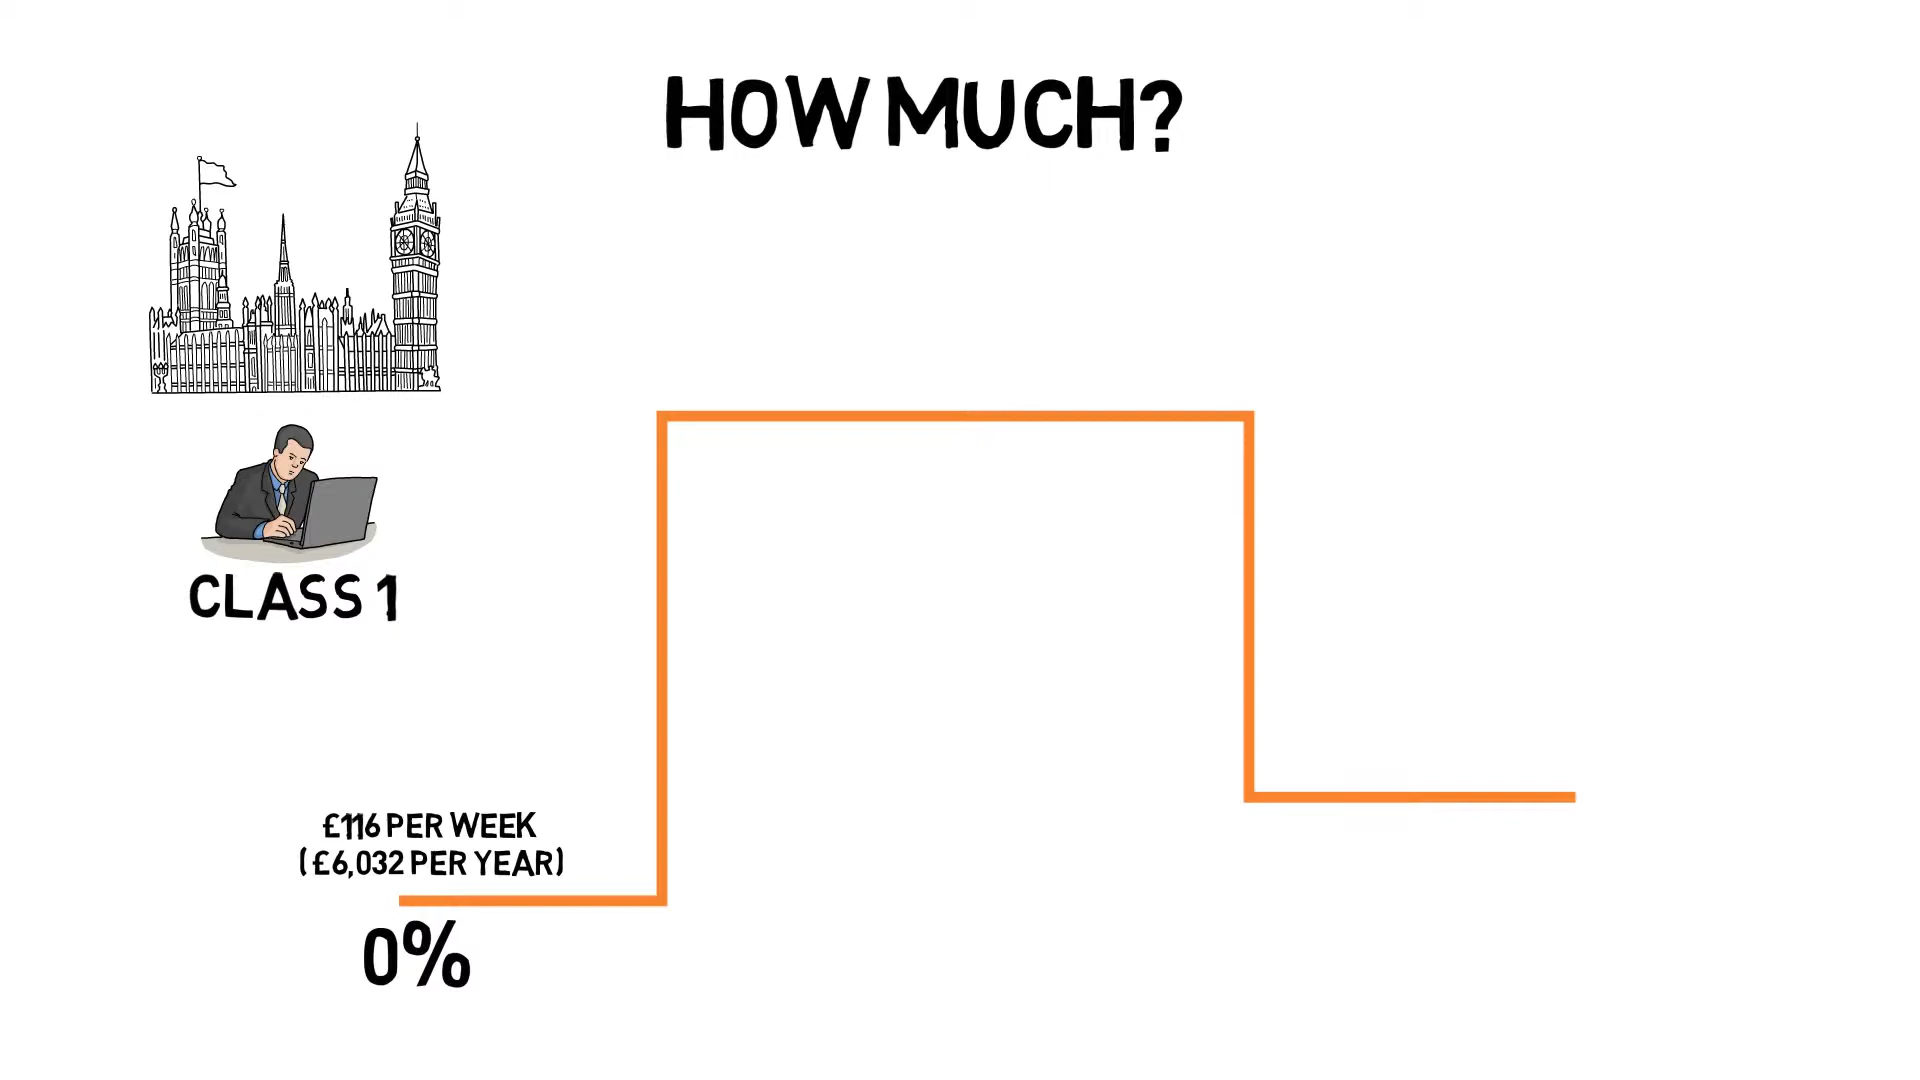 HOW MUCH?
CLASS 1
£116 PER WEEK
(£6,032 PER YEAR)
0%